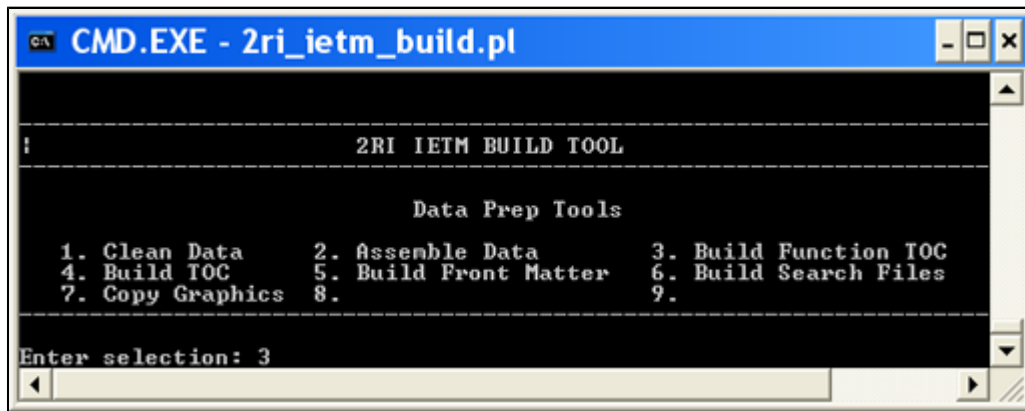 CMD.EXE - 2ri_ietm_build.pl
2RI IETM BUILD TOOL
Data Prep Tools
1. Clean Data 2. Assemble Data 3. Build Function TOC
4. Build TOC 5. Build Front Matter 6. Build Search Files
7. Copy Graphics 8. 9.
Enter selection: 3